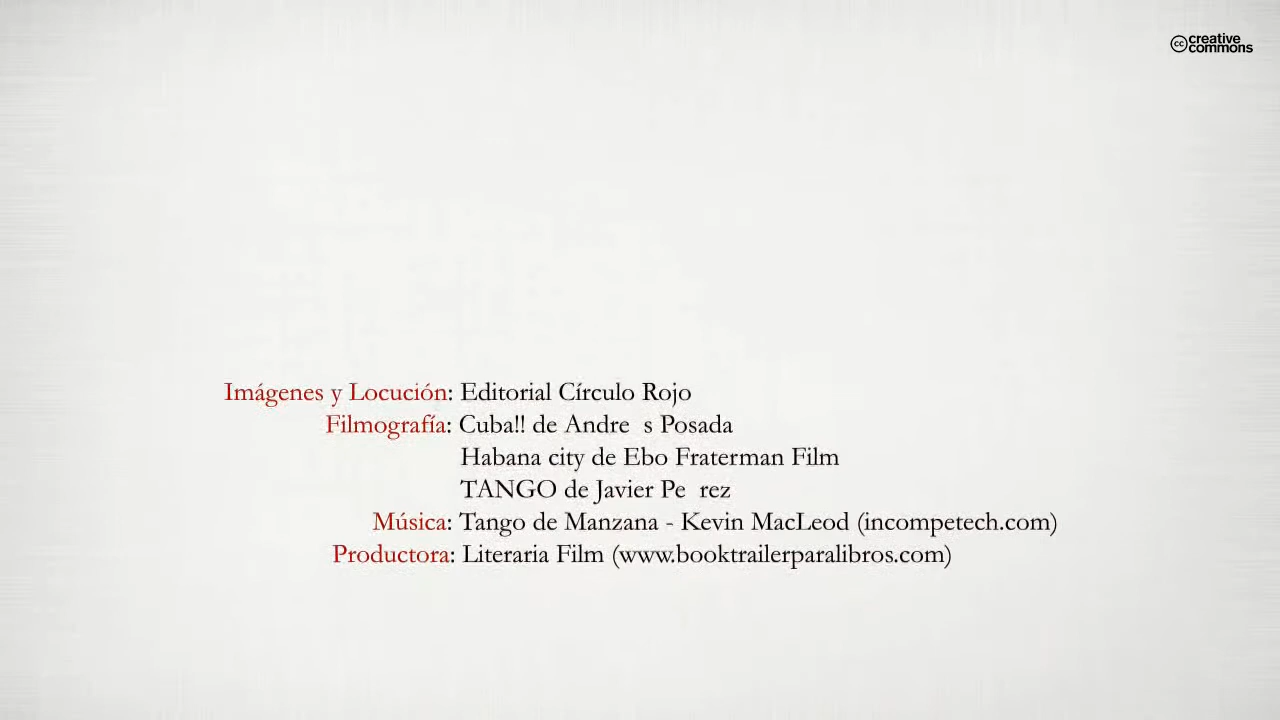 creative
commons
Imágenes y Locución: Editorial Círculo Rojo
Filmografía: Cuba!! de Andre s Posada
Habana city de Ebo Fraterman Film
TANGO de Javier Pe rez
Música: Tango de Manzana - Kevin MacLeod (incompetech.com)
Productora: Literaria Film (www.booktrailerparalibros.com)